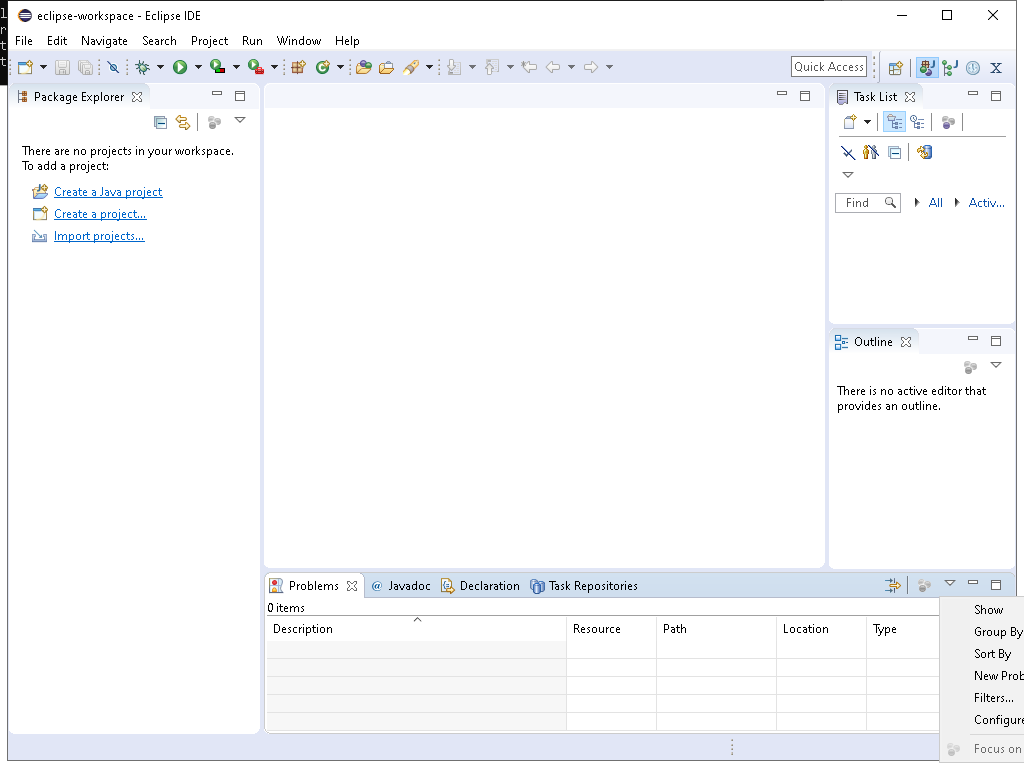 eclipse-workspace - Eclipse IDE
File Edit Navigate Search Project Run Window Help
Quick Access
Package Explorer
There are no projects in your workspace.
To add a project:
Create a Java project
Create a project...
Import projects...
Task List
Find All Activ...
Outline
There is no active editor that
provides an outline.
Problems @ Javadoc Declaration Task Repositories
0 items
Description Resource Path Location Type
Show
Group By
Sort By
New Prob
Filters...
Configure
Focus on